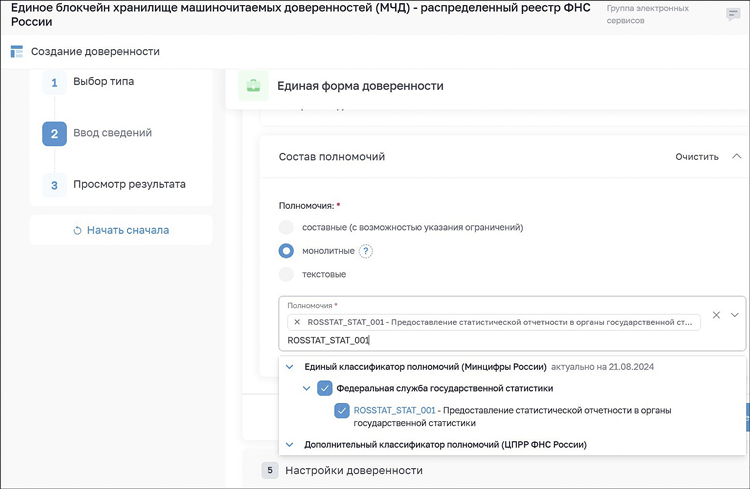 Единое блокчейн хранилище машиночитаемых доверенностей (МЧД) - распределенный реестр ФНС
России
Группа электронных
сервисов
Создание доверенности
1 Выбор типа
2 Ввод сведений
3 Просмотр результата
Начать сначала
Единая форма доверенности
Состав полномочий
Очистить
Полномочия: *
составные (с возможностью указания ограничений)
монолитные ?
текстовые
Полномочия *
ROSSTAT_STAT_001 - Предоставление статистической отчетности в органы государственной ст...
ROSSTAT_STAT_001
Единый классификатор полномочий (Минцифры России) актуально на 21.08.2024
Федеральная служба государственной статистики
ROSSTAT_STAT_001 - Предоставление статистической отчетности в органы
государственной статистики
Дополнительный классификатор полномочий (ЦПРР ФНС России)
5 Настройки доверенности